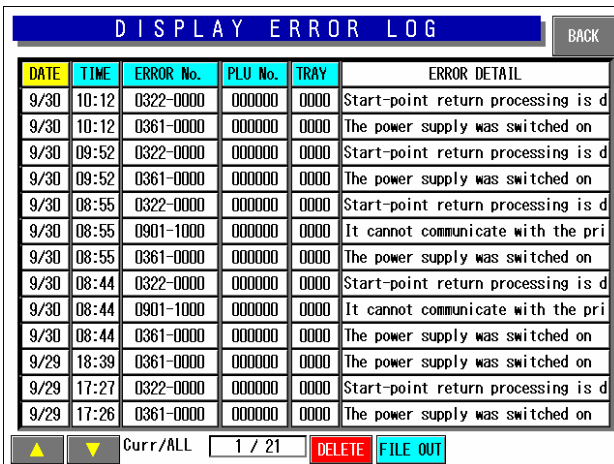 DISPLAY ERROR LOG
BACK
DATE TIME ERROR No. PLU No. TRAY ERROR DETAIL
9/30 10:12 0322-0000 000000 0000 Start-point return processing is d
9/30 10:12 0361-0000 000000 0000 The power supply was switched on
9/30 09:52 0322-0000 000000 0000 Start-point return processing is d
9/30 09:52 0361-0000 000000 0000 The power supply was switched on
9/30 08:55 0322-0000 000000 0000 Start-point return processing is d
9/30 08:55 0901-1000 000000 0000 It cannot communicate with the pri
9/30 08:55 0361-0000 000000 0000 The power supply was switched on
9/30 08:44 0322-0000 000000 0000 Start-point return processing is d
9/30 08:44 0901-1000 000000 0000 It cannot communicate with the pri
9/30 08:44 0361-0000 000000 0000 The power supply was switched on
9/29 18:39 0361-0000 000000 0000 The power supply was switched on
9/29 17:27 0322-0000 000000 0000 Start-point return processing is d
9/29 17:26 0361-0000 000000 0000 The power supply was switched on
Curr/ALL 1 / 21 DELETE FILE OUT